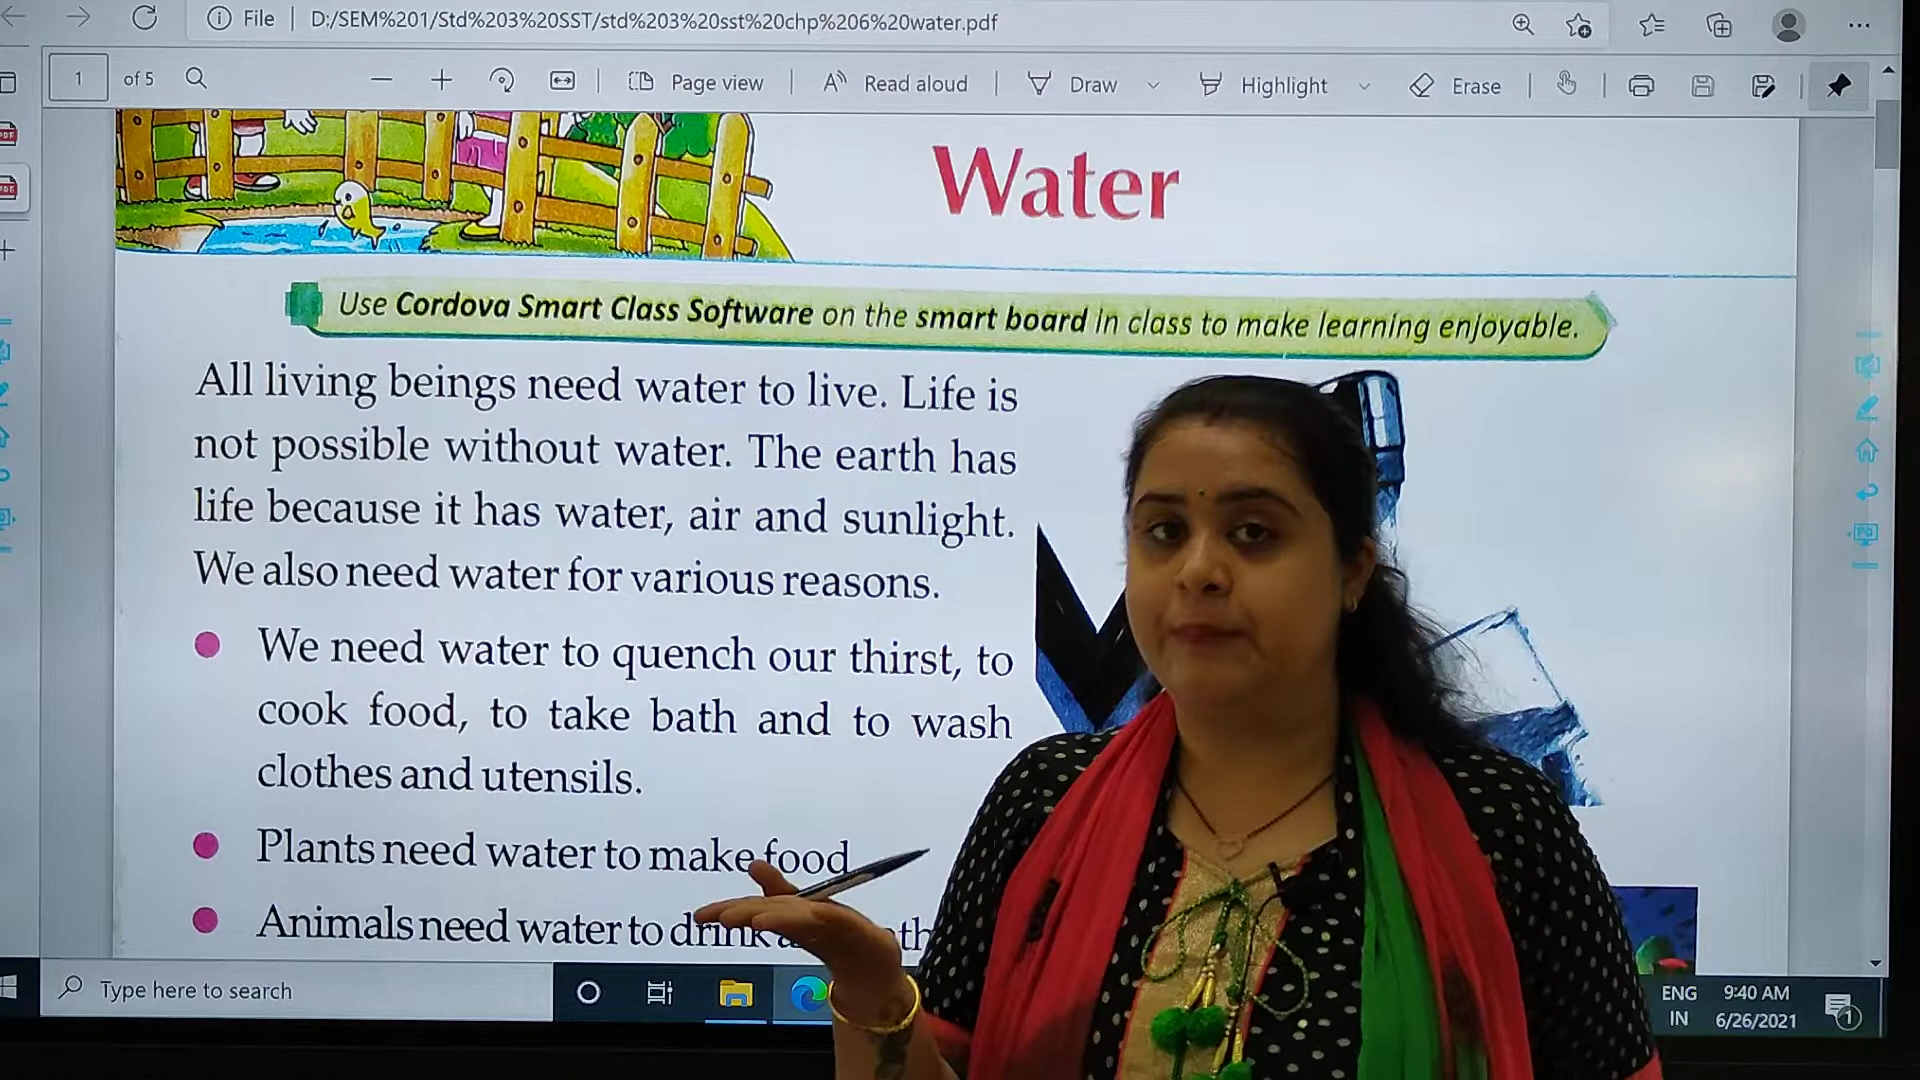 File | D:/SEM%201/Std%203%20SST/std%203%20sst%20chp%206%20water.pdf
1 of 5 Page view Read aloud Draw Highlight Erase
Water
Use Cordova Smart Class Software on the smart board in class to make learning enjoyable.
All living beings need water to live. Life is
not possible without water. The earth has
life because it has water, air and sunlight.
We also need water for various reasons.
We need water to quench our thirst, to
cook food, to take bath and to wash
clothes and utensils.
Plants need water to make food
Animals need water to drink
Type here to search
ENG 9:40 AM
IN 6/26/2021 1